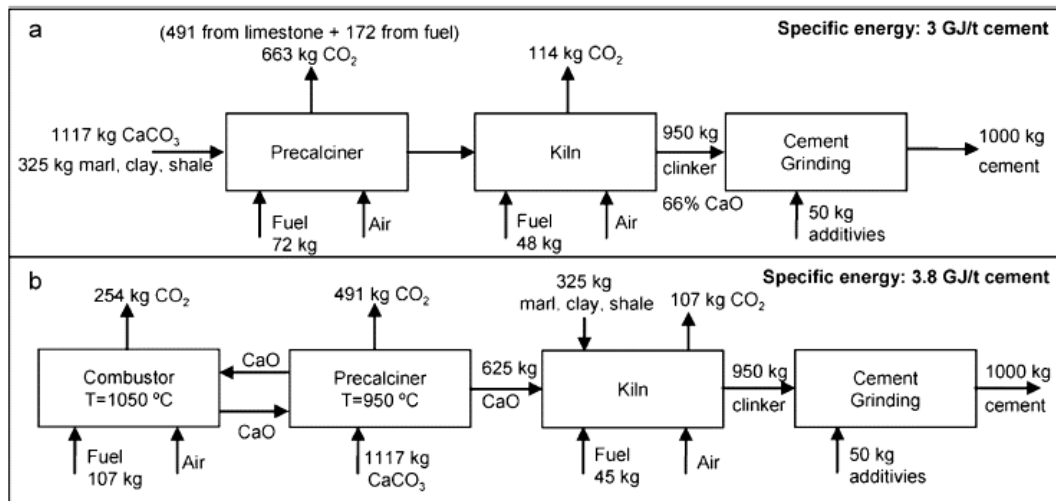 a
(491 from limestone + 172 from fuel)
Specific energy: 3 GJ/t cement
663 kg CO2
114 kg CO2
1117 kg CaCO3
325 kg marl, clay, shale
Precalciner
Kiln
950 kg
clinker
66% CaO
Cement
Grinding
1000 kg
cement
Fuel
72 kg
Air
Fuel
48 kg
Air
50 kg
additivies
b
Specific energy: 3.8 GJ/t cement
254 kg CO2
491 kg CO2
325 kg
marl, clay, shale
107 kg CO2
Combustor
T=1050 ºC
CaO
CaO
Precalciner
T=950 ºC
625 kg
CaO
Kiln
950 kg
clinker
Cement
Grinding
1000 kg
cement
Fuel
107 kg
Air
1117 kg
CaCO3
Fuel
45 kg
Air
50 kg
additivies